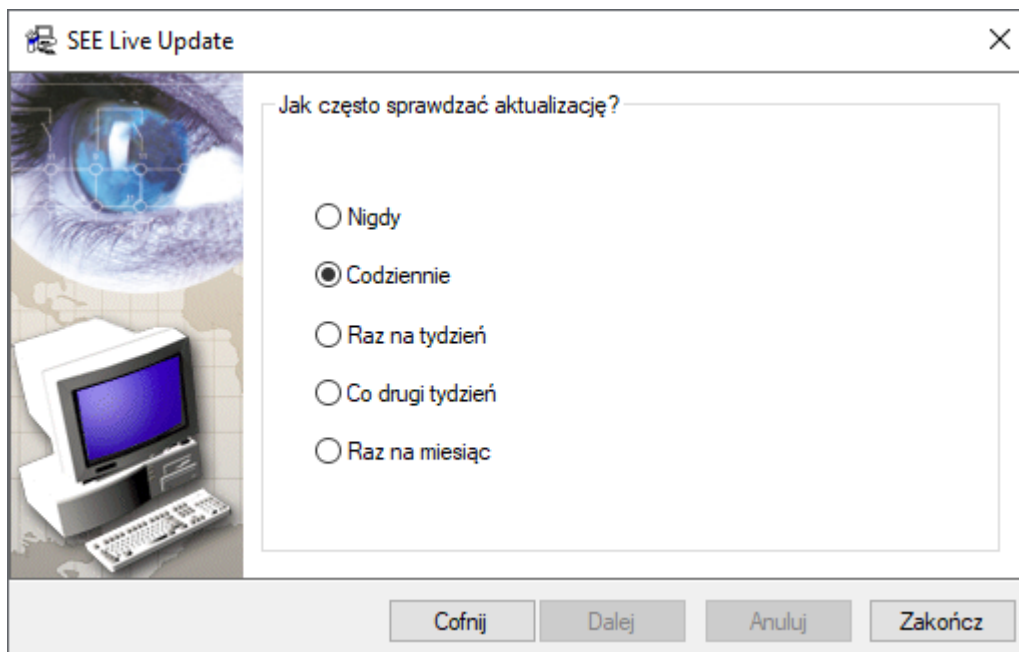 SEE Live Update
Jak często sprawdzać aktualizację?
Nigdy
Codziennie
Raz na tydzień
Co drugi tydzień
Raz na miesiąc
Cofnij Dalej Anuluj Zakończ